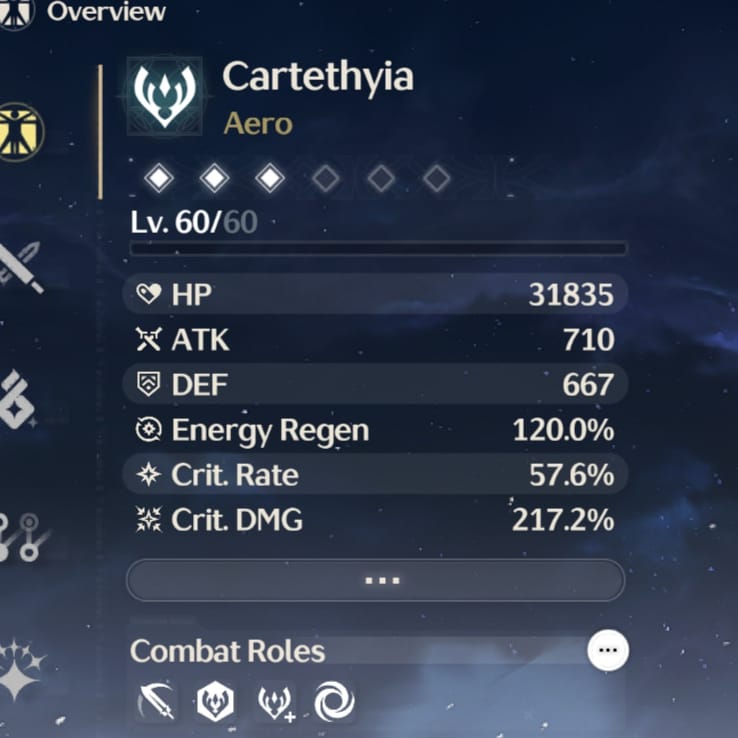 Overview
Cartethyia
Aero
Lv. 60/60
HP 31835
ATK 710
DEF 667
Energy Regen 120.0%
Crit. Rate 57.6%
Crit. DMG 217.2%
...
Combat Roles ...